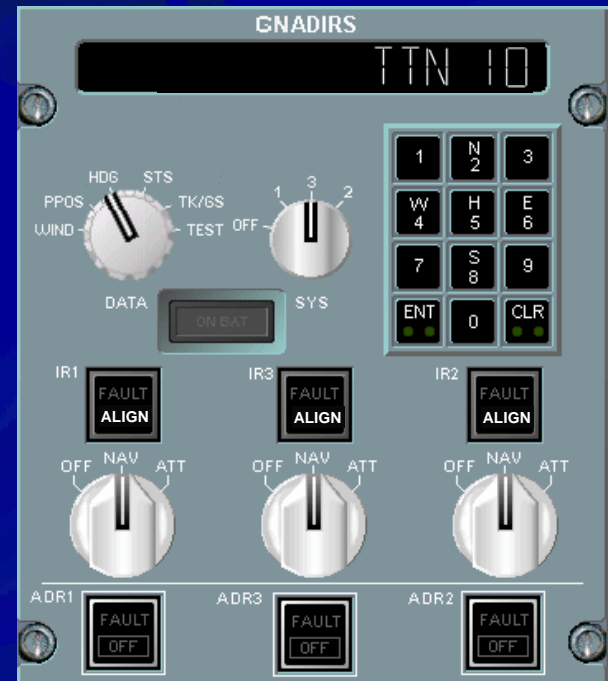 GNADIRS
TTN 10
HDG STS
PPOS TK/GS
WIND TEST
1 3 2
OFF
DATA SYS
ON BAT
1 N 2 3
W 4 H 5 E 6
7 S 8 9
ENT 0 CLR
IR1 IR3 IR2
FAULT FAULT FAULT
ALIGN ALIGN ALIGN
OFF NAV ATT OFF NAV ATT OFF NAV ATT
ADR1 ADR3 ADR2
FAULT FAULT FAULT
OFF OFF OFF